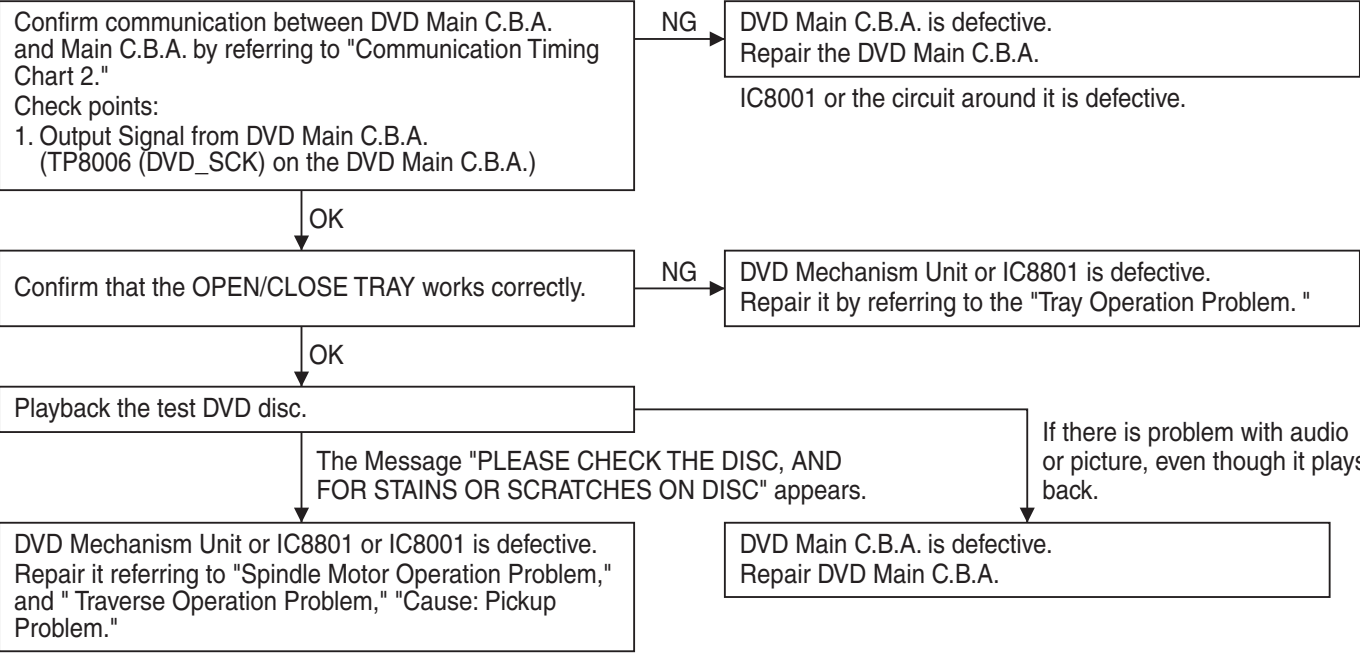 Confirm communication between DVD Main C.B.A.
and Main C.B.A. by referring to "Communication Timing
Chart 2."
Check points:
1. Output Signal from DVD Main C.B.A.
(TP8006 (DVD_SCK) on the DVD Main C.B.A.)
NG
DVD Main C.B.A. is defective.
Repair the DVD Main C.B.A.
IC8001 or the circuit around it is defective.
OK
Confirm that the OPEN/CLOSE TRAY works correctly.
NG
DVD Mechanism Unit or IC8801 is defective.
Repair it by referring to the "Tray Operation Problem. "
OK
Playback the test DVD disc.
The Message "PLEASE CHECK THE DISC, AND
FOR STAINS OR SCRATCHES ON DISC" appears.
If there is problem with audio
or picture, even though it plays
back.
DVD Mechanism Unit or IC8801 or IC8001 is defective.
Repair it referring to "Spindle Motor Operation Problem,"
and " Traverse Operation Problem," "Cause: Pickup
Problem."
DVD Main C.B.A. is defective.
Repair DVD Main C.B.A.